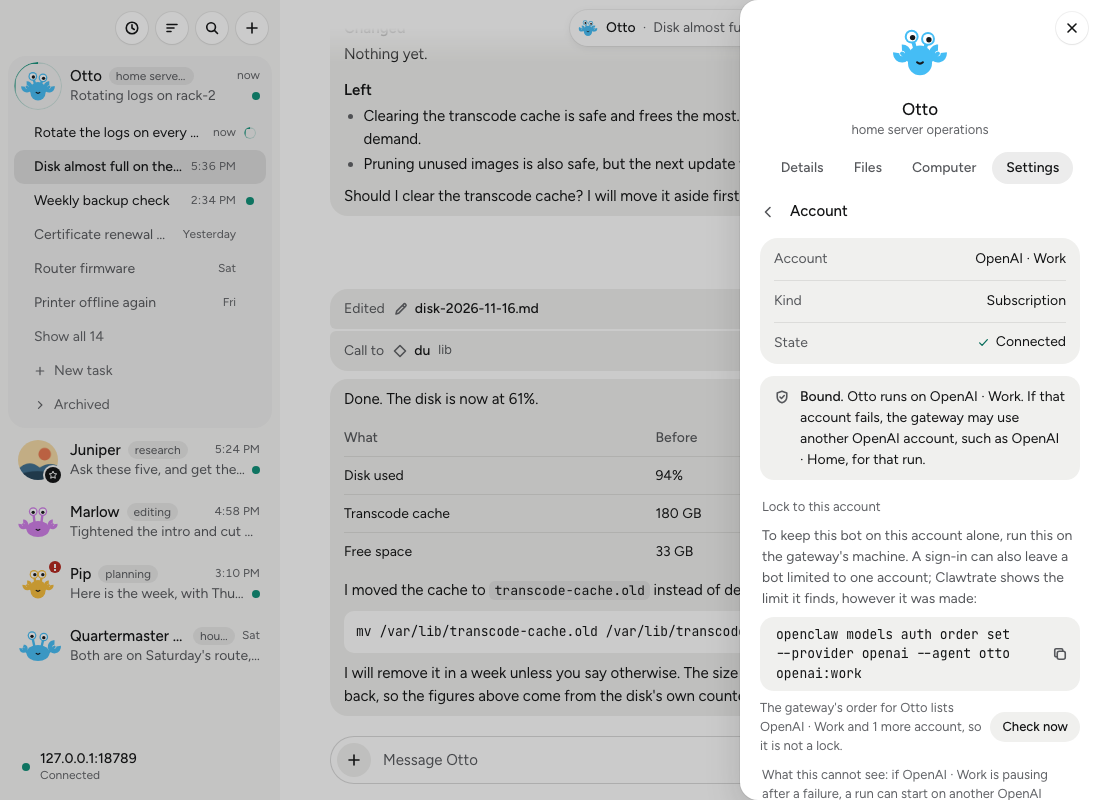 Otto
home serve...
now
Rotating logs on rack-2
Rotate the logs on every ...
now
Disk almost full on the...
5:36 PM
Weekly backup check
2:34 PM
Certificate renewal ...
Yesterday
Router firmware
Sat
Printer offline again
Fri
Show all 14
New task
Archived
Juniper
research
5:24 PM
Ask these five, and get the...
Marlow
editing
4:58 PM
Tightened the intro and cut ...
Pip
planning
3:10 PM
Here is the week, with Thu...
Quartermaster ...
hou...
Sat
Both are on Saturday's route,...
127.0.0.1:18789
Connected
Otto · Disk almost fu
Changed
Nothing yet.
Left
Clearing the transcode cache is safe and frees the most.
demand.
Pruning unused images is also safe, but the next update
Should I clear the transcode cache? I will move it aside first
Edited
disk-2026-11-16.md
Call to
du
lib
Done. The disk is now at 61%.
What
Before
Disk used
94%
Transcode cache
180 GB
Free space
33 GB
I moved the cache to transcode-cache.old instead of de
mv /var/lib/transcode-cache.old /var/lib/transcode
I will remove it in a week unless you say otherwise. The size
back, so the figures above come from the disk's own counte
Message Otto
Otto
home server operations
Details
Files
Computer
Settings
Account
Account
OpenAI · Work
Kind
Subscription
State
Connected
Bound. Otto runs on OpenAI · Work. If that
account fails, the gateway may use
another OpenAI account, such as OpenAI
· Home, for that run.
Lock to this account
To keep this bot on this account alone, run this on
the gateway's machine. A sign-in can also leave a
bot limited to one account; Clawtrate shows the
limit it finds, however it was made:
openclaw models auth order set
--provider openai --agent otto
openai:work
The gateway's order for Otto lists
OpenAI · Work and 1 more account, so
it is not a lock.
Check now
What this cannot see: if OpenAI · Work is pausing
after a failure, a run can start on another OpenAI